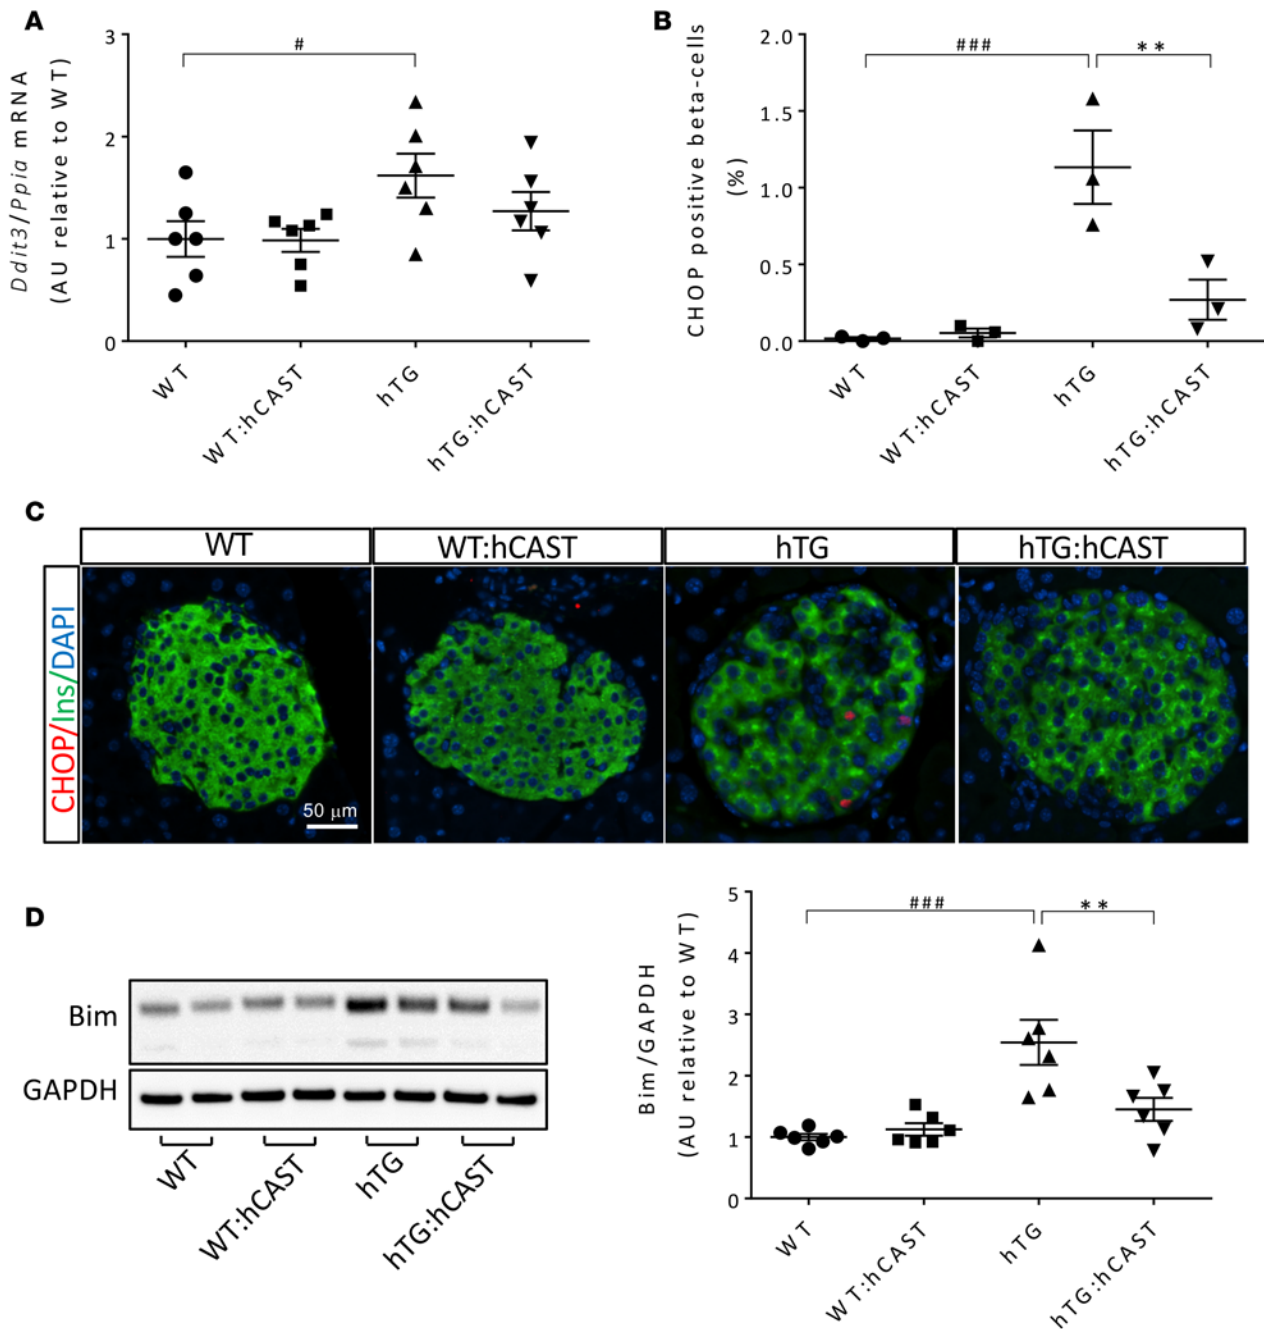 A
Ddit3/Ppia mRNA
(AU relative to WT)
3
2
1
0
#
WT
WT:hCAST
hTG
hTG:hCAST
B
CHOP positive beta-cells
(%)
2.0
1.5
1.0
0.5
0.0
###
**
WT
WT:hCAST
hTG
hTG:hCAST
C
WT
WT:hCAST
hTG
hTG:hCAST
CHOP/Ins/DAPI
50 μm
D
Bim
GAPDH
WT
WT:hCAST
hTG
hTG:hCAST
Bim/GAPDH
(AU relative to WT)
5
4
3
2
1
0
###
**
WT
WT:hCAST
hTG
hTG:hCAST